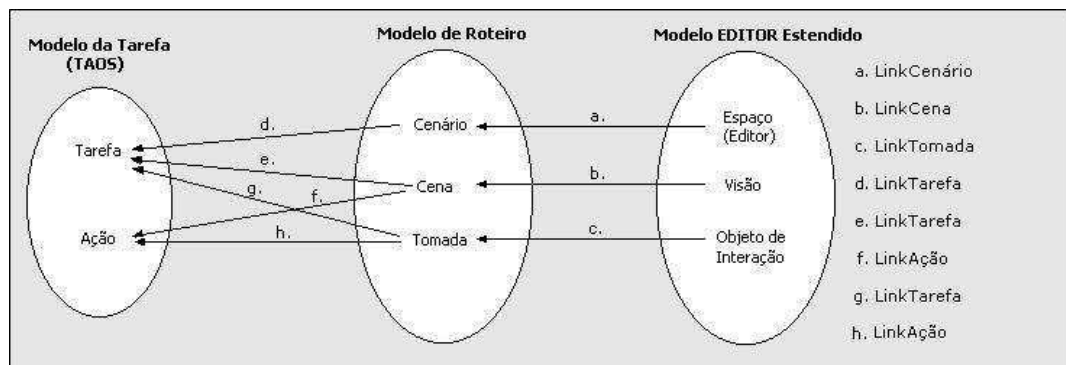 Modelo da Tarefa
(TAOS)
Modelo de Roteiro
Modelo EDITOR Estendido
Tarefa
Ação
Cenário
Cena
Tomada
Espaço
(Editor)
Visão
Objeto de
Interação
d.
e.
g.
f.
h.
a.
b.
c.
a. LinkCenário
b. LinkCena
c. LinkTomada
d. LinkTarefa
e. LinkTarefa
f. LinkAção
g. LinkTarefa
h. LinkAção